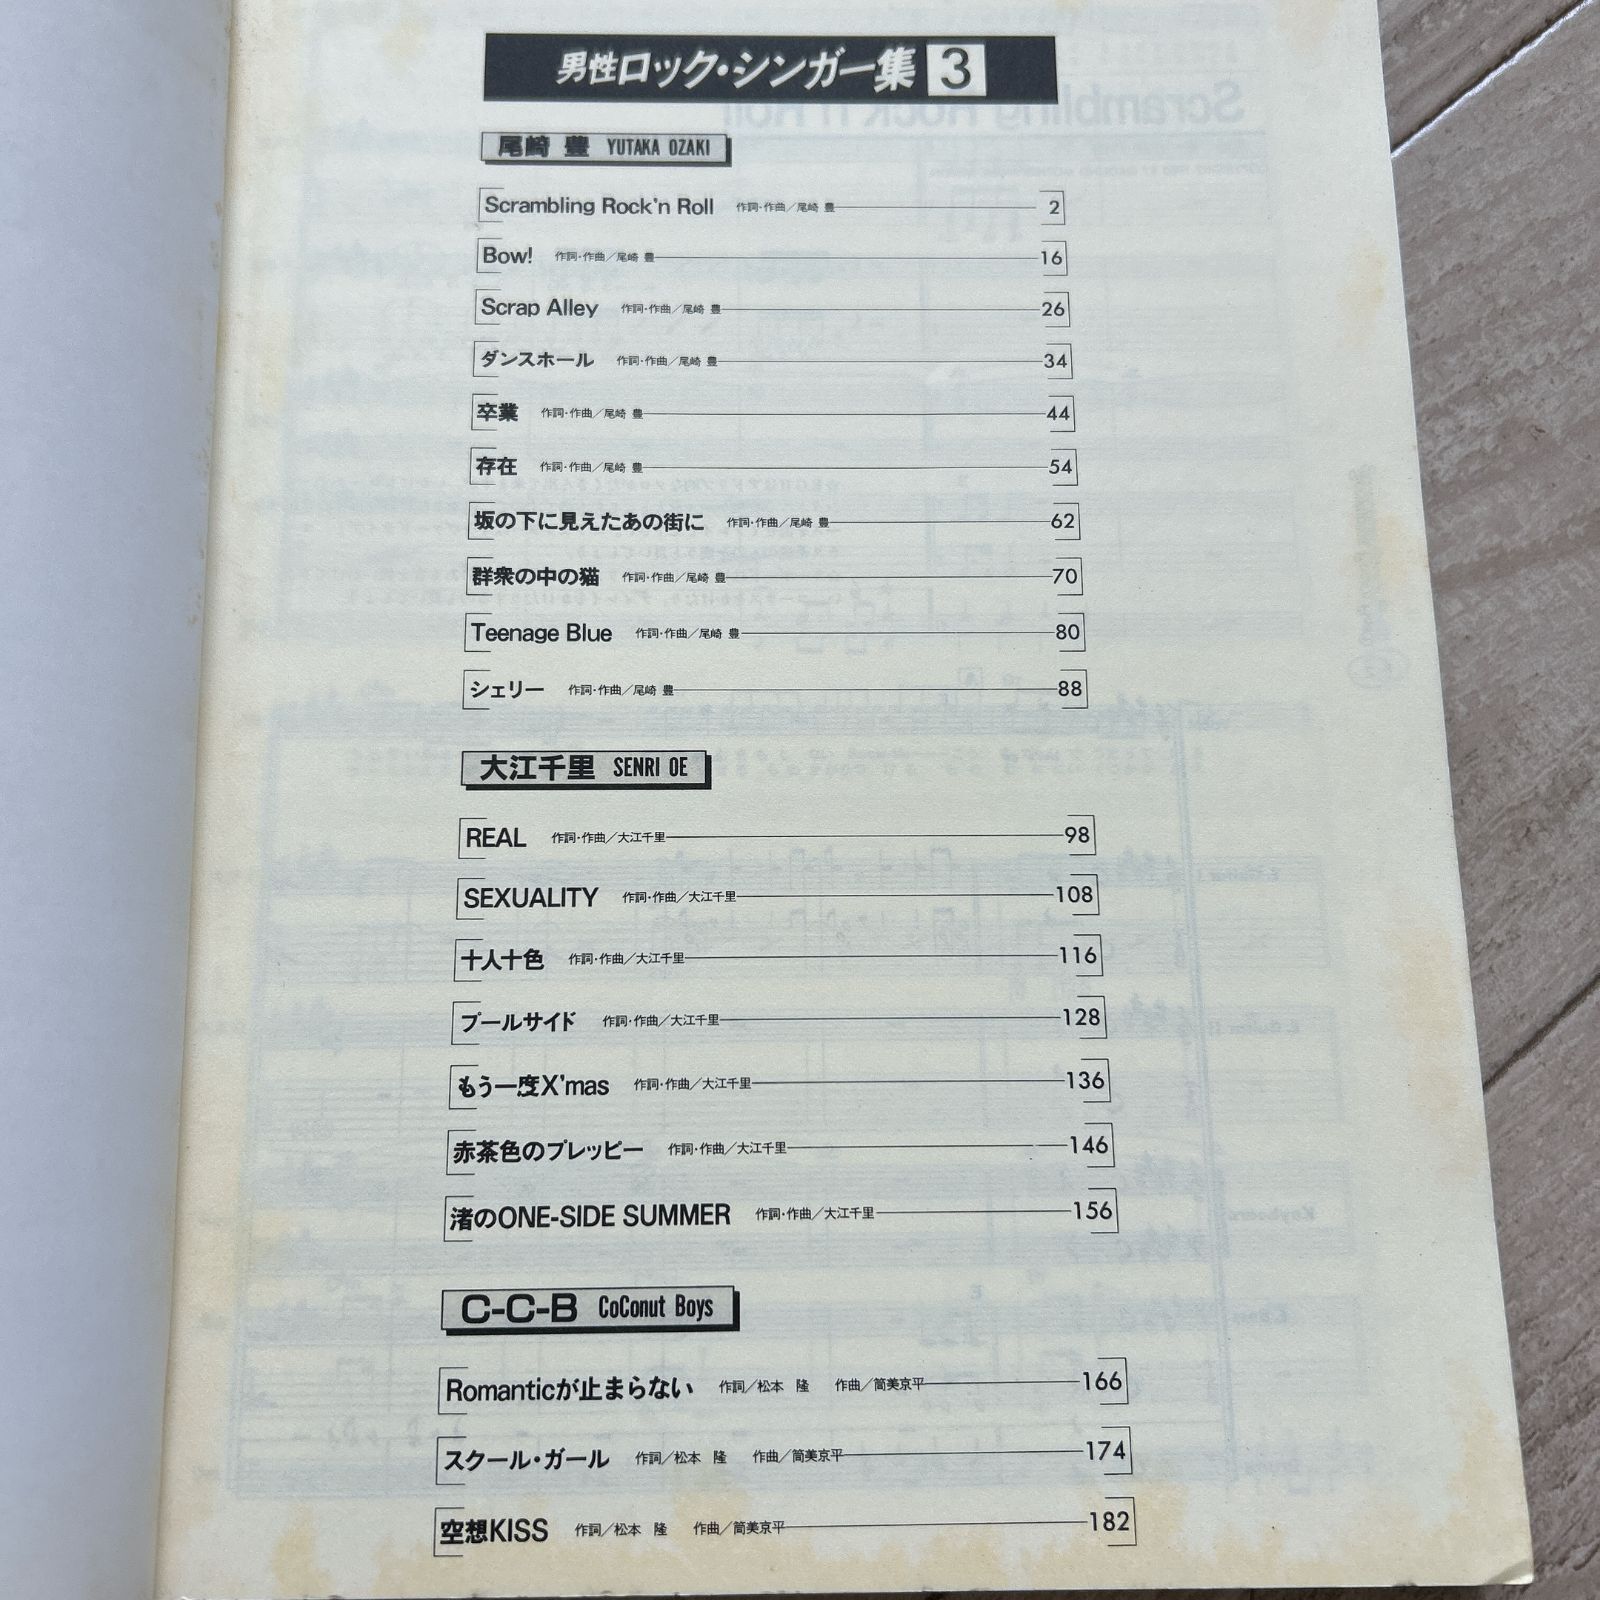 男性ロック・シンガー集 3
尾崎 豊 YUTAKA OZAKI
Scrambling Rock'n Roll 作詞・作曲／尾崎 豊 2
Bow! 作詞・作曲／尾崎 豊 16
Scrap Alley 作詞・作曲／尾崎 豊 26
ダンスホール 作詞・作曲／尾崎 豊 34
卒業 作詞・作曲／尾崎 豊 44
存在 作詞・作曲／尾崎 豊 54
坂の下に見えたあの街に 作詞・作曲／尾崎 豊 62
群衆の中の猫 作詞・作曲／尾崎 豊 70
Teenage Blue 作詞・作曲／尾崎 豊 80
シェリー 作詞・作曲／尾崎 豊 88
大江千里 SENRI OE
REAL 作詞・作曲／大江千里 98
SEXUALITY 作詞・作曲／大江千里 108
十人十色 作詞・作曲／大江千里 116
プールサイド 作詞・作曲／大江千里 128
もう一度X'mas 作詞・作曲／大江千里 136
赤茶色のプレッピー 作詞・作曲／大江千里 146
渚のONE-SIDE SUMMER 作詞・作曲／大江千里 156
C-C-B CoConut Boys
Romanticが止まらない 作詞／松本 隆 作曲／筒美京平 166
スクール・ガール 作詞／松本 隆 作曲／筒美京平 174
空想KISS 作詞／松本 隆 作曲／筒美京平 182